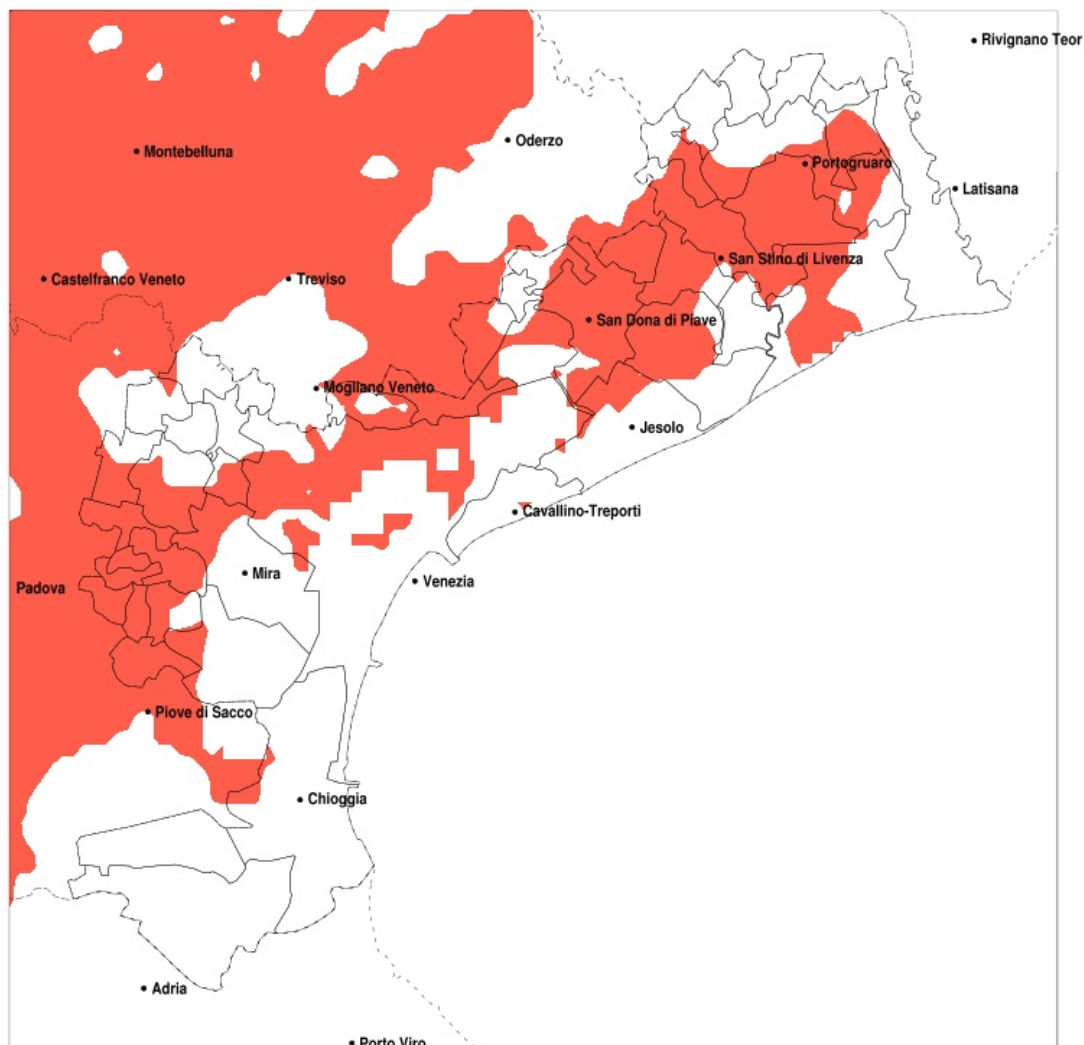 Rivignano Teor
Oderzo
Montebelluna
Portogruaro
Latisana
San Stino di Livenza
Castelfranco Veneto
Treviso
San Dona di Piave
Mogliano Veneto
Jesolo
Cavallino-Treporti
Mira
Venezia
Padova
Piove di Sacco
Chioggia
Adria
Porto Viro